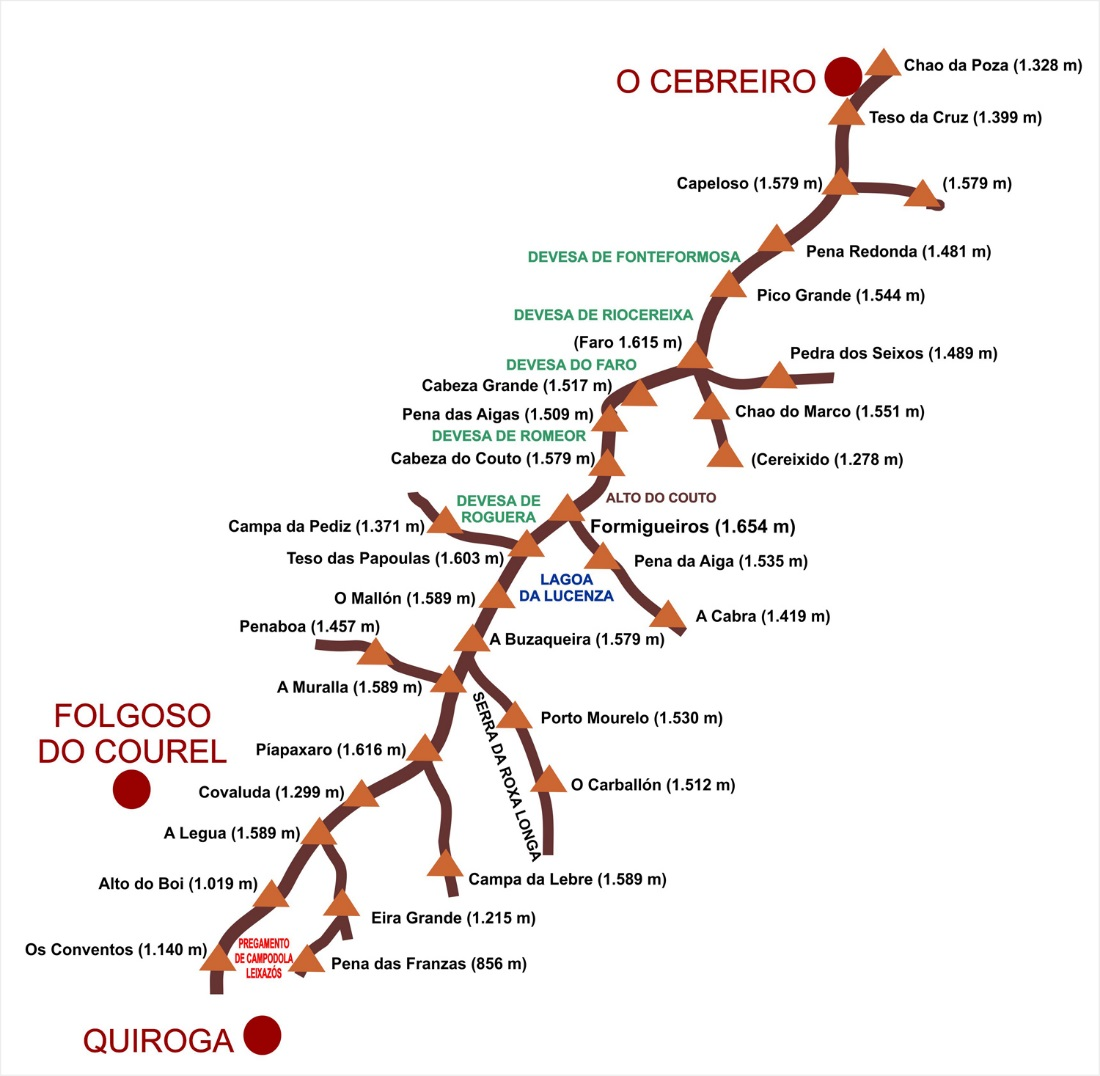 Chao da Poza (1.328 m)
O CEBREIRO
Teso da Cruz (1.399 m)
Capeloso (1.579 m)
(1.579 m)
Pena Redonda (1.481 m)
DEVESA DE FONTEFORMOSA
Pico Grande (1.544 m)
DEVESA DE RIOCEREIXA
(Faro 1.615 m)
Pedra dos Seixos (1.489 m)
DEVESA DO FARO
Cabeza Grande (1.517 m)
Chao do Marco (1.551 m)
Pena das Aigas (1.509 m)
DEVESA DE ROMEOR
Cabeza do Couto (1.579 m)
(Cereixido (1.278 m)
ALTO DO COUTO
DEVESA DE
ROGUERA
Campa da Pediz (1.371 m)
Formigueiros (1.654 m)
Teso das Papoulas (1.603 m)
Pena da Aiga (1.535 m)
LAGOA
DA LUCENZA
O Mallón (1.589 m)
A Cabra (1.419 m)
Penaboa (1.457 m)
A Buzaqueira (1.579 m)
A Muralla (1.589 m)
SERRA DA ROXA LONGA
FOLGOSO
DO COUREL
Porto Mourelo (1.530 m)
Píapaxaro (1.616 m)
O Carballón (1.512 m)
Covaluda (1.299 m)
A Legua (1.589 m)
Campa da Lebre (1.589 m)
Alto do Boi (1.019 m)
Eira Grande (1.215 m)
Os Conventos (1.140 m)
PREGAMENTO
DE CAMPODOLA
LEIXAZÓS
Pena das Franzas (856 m)
QUIROGA